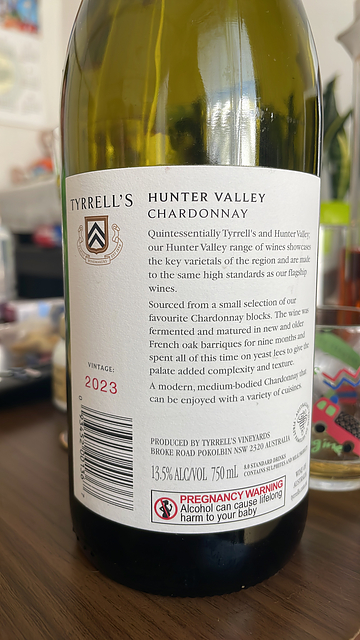 TYRRELL'S
HUNTER VALLEY
CHARDONNAY
Quintessentially Tyrrell's and Hunter Valley;
our Hunter Valley range of wines showcases
the key varietals of the region and are made
to the same high standards as our flagship
wines.
Sourced from a small selection of our
favourite Chardonnay blocks. The wine was
fermented and matured in new and older
French oak barriques for nine months and
spent all of this time on yeast lees to give the
palate added complexity and texture.
A modern, medium-bodied Chardonnay that
can be enjoyed with a variety of cuisines.
VINTAGE:
2023
PRODUCED BY TYRRELL'S VINEYARDS
BROKE ROAD POKOLBIN NSW 2320 AUSTRALIA
13.5% ALC/VOL 750 mL
8.0 STANDARD DRINKS
CONTAINS SULPHITES AND
WINE OF
PREGNANCY WARNING
Alcohol can cause lifelong
harm to your baby